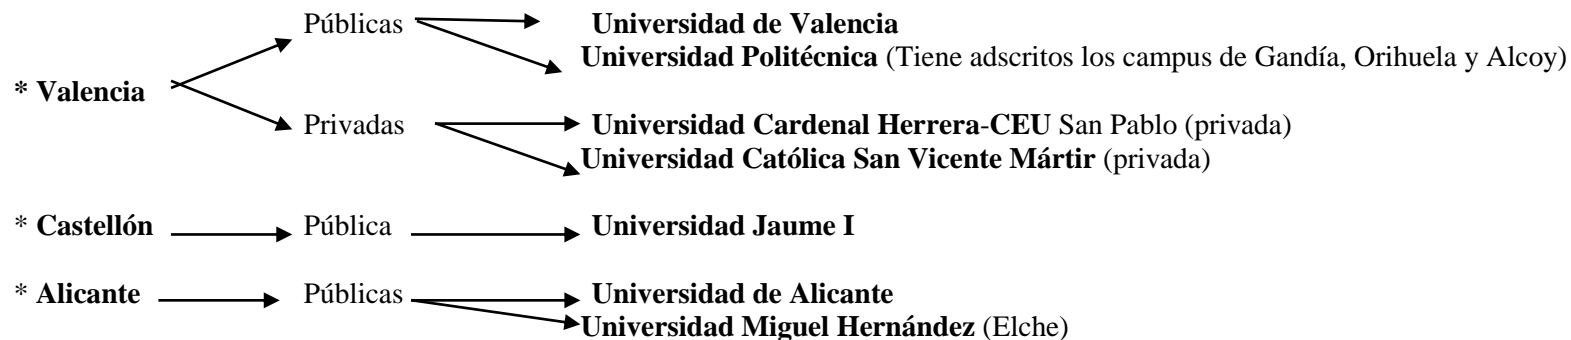 Públicas Universidad de Valencia
Universidad Politécnica (Tiene adscritos los campus de Gandía, Orihuela y Alcoy)
* Valencia
Privadas Universidad Cardenal Herrera-CEU San Pablo (privada)
Universidad Católica San Vicente Mártir (privada)
* Castellón Pública Universidad Jaume I
* Alicante Públicas Universidad de Alicante
Universidad Miguel Hernández (Elche)